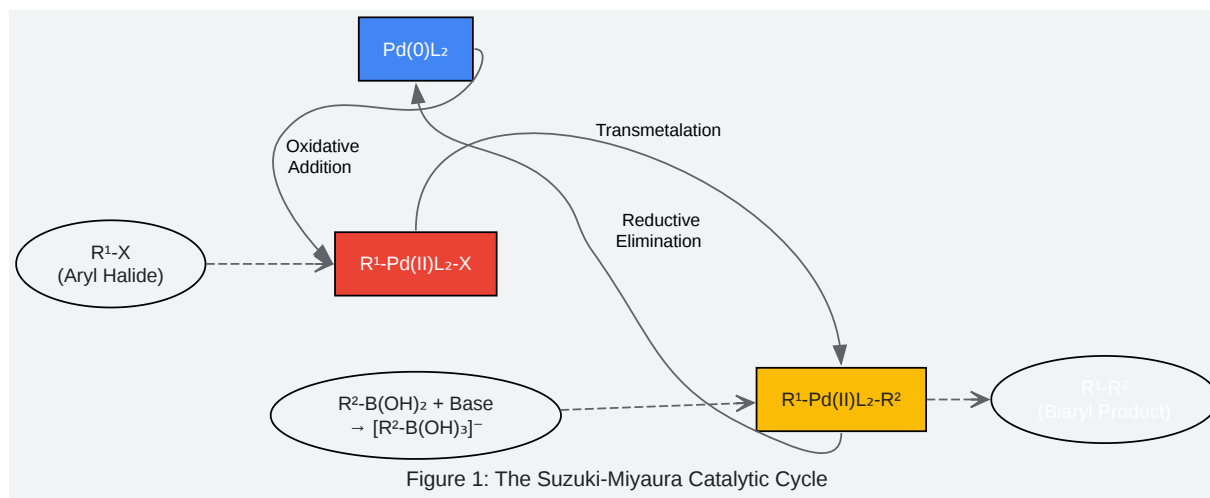 Pd(0)L₂
Oxidative
Addition
Transmetalation
R¹-X
(Aryl Halide)
R¹-Pd(II)L₂-X
Reductive
Elimination
R²-B(OH)₂ + Base
→ [R²-B(OH)₃]⁻
R¹-Pd(II)L₂-R²
R¹-R²
(Biaryl Product)
Figure 1: The Suzuki-Miyaura Catalytic Cycle